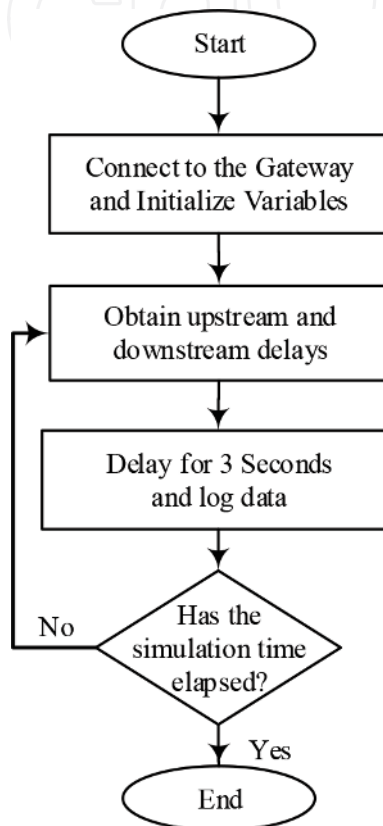 Start
Connect to the Gateway
and Initialize Variables
Obtain upstream and
downstream delays
Delay for 3 Seconds
and log data
Has the
simulation time
elapsed?
No
Yes
End